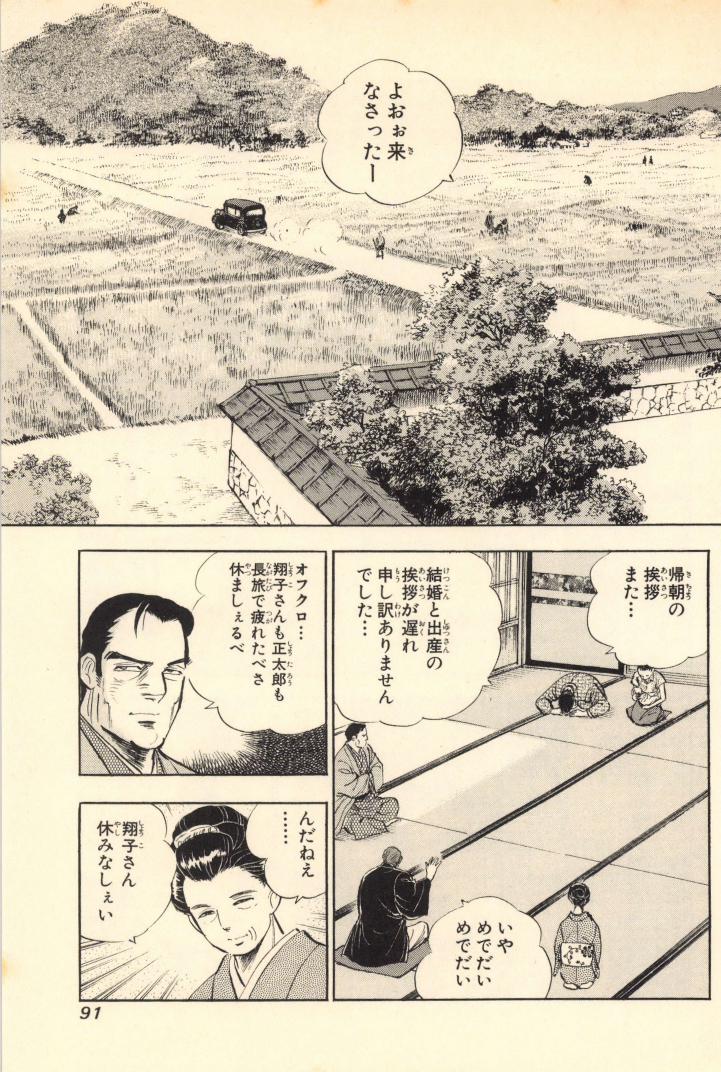 よおぉ来
なさったー
帰朝の
挨拶
また…
結婚と出産の
挨拶が遅れ
申し訳ありません
でした…
いや
めでだい
めでだい
オフクロ…
翔子さんも正太郎も
長旅で疲れたべさ
休ましぇるべ
んだねえ
……
翔子さん
休みなしぇい
91